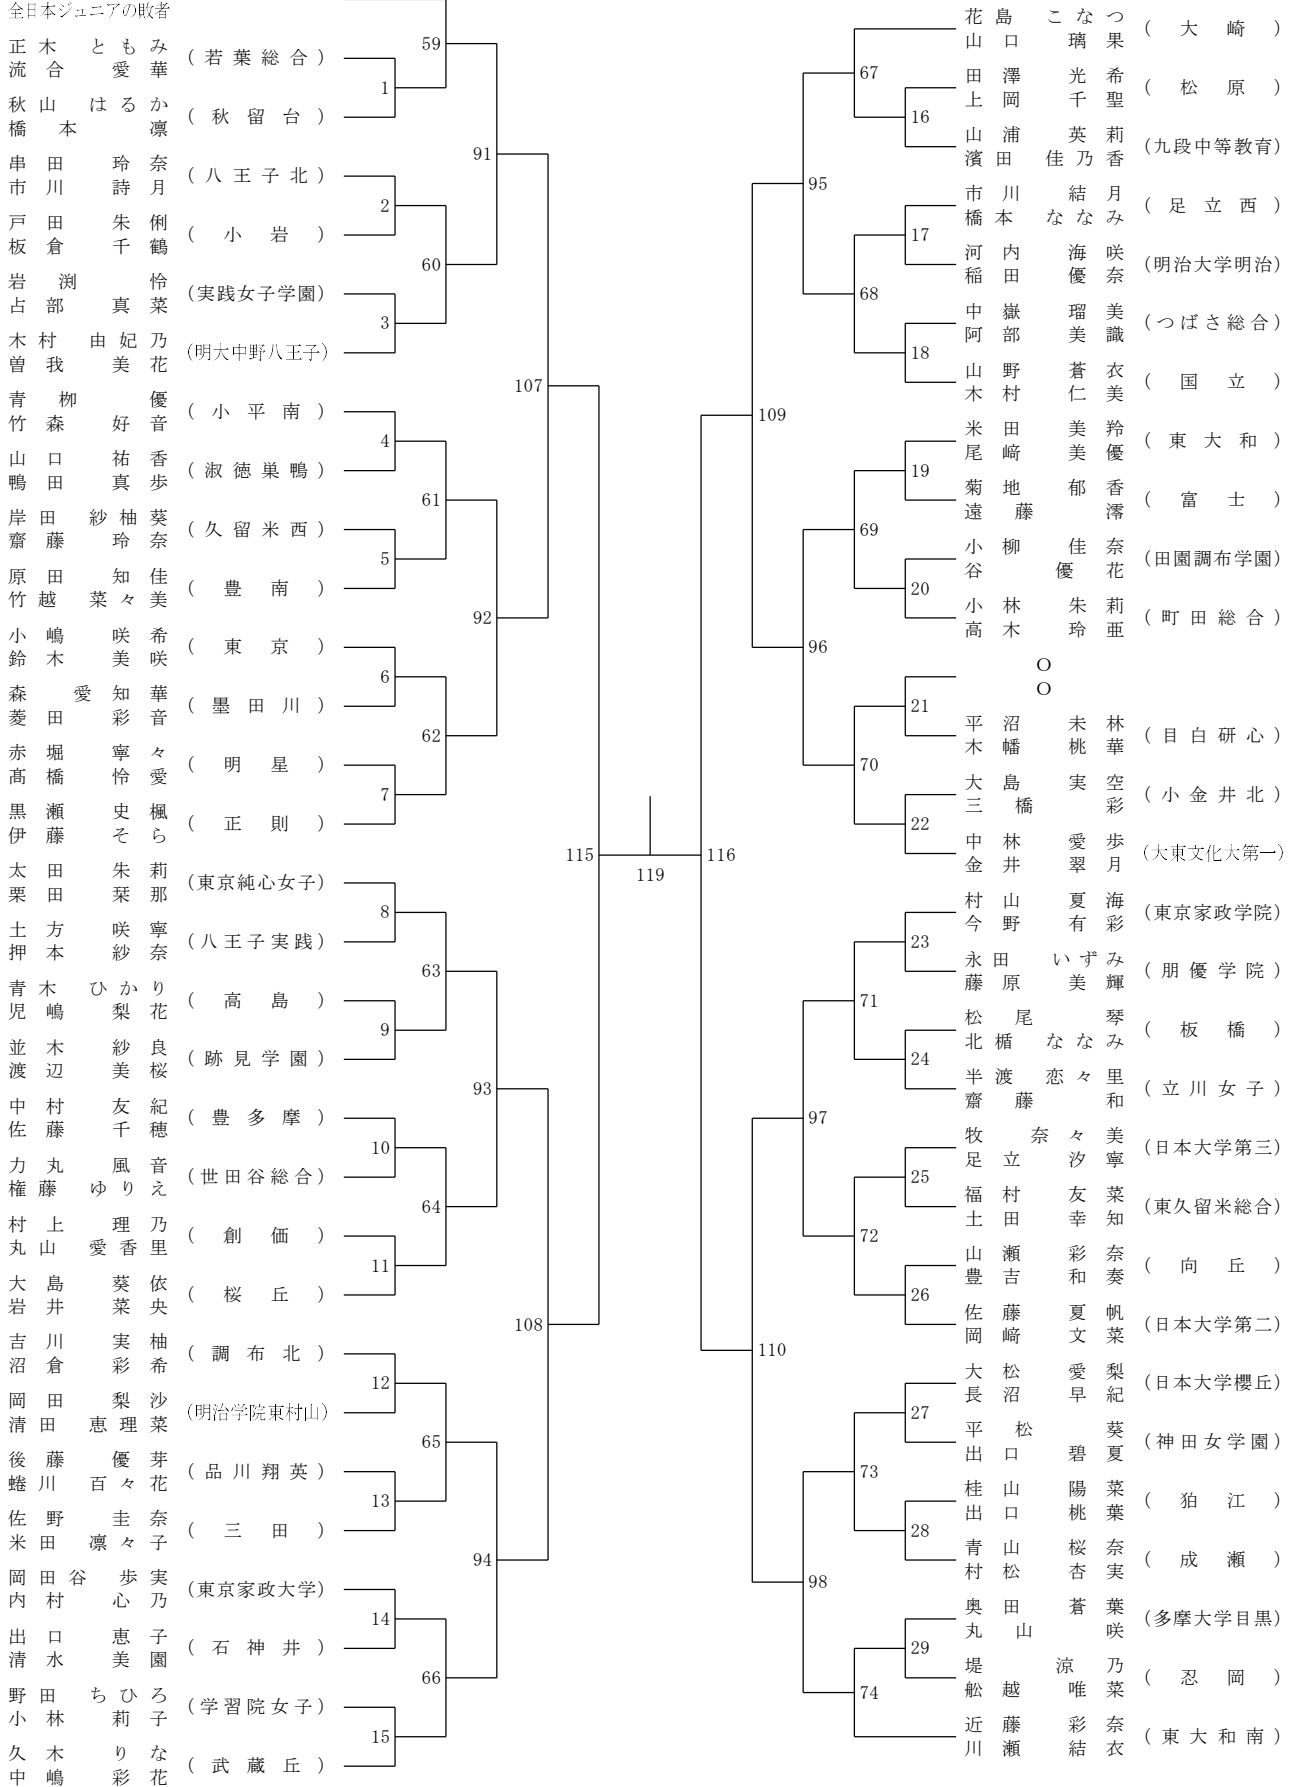 全日本ジュニアの敗者
正木 ともみ
流合 愛華
(若葉総合)
秋山 はるか
橋本 凛
(秋留台)
串田 玲奈
市川 詩月
(八王子北)
戸田 朱俐
板倉 千鶴
(小岩)
岩渕 怜
占部 真菜
(実践女子学園)
木村 由妃乃
曽我 美花
(明大中野八王子)
青栁 優
竹森 好音
(小平南)
山口 祐香
鴨田 真歩
(淑徳巣鴨)
岸田 紗柚葵
齋藤 玲奈
(久留米西)
原田 知佳
竹越 菜々美
(豊南)
小嶋 咲希
鈴木 美咲
(東京)
森 愛知華
菱田 彩音
(墨田川)
赤堀 寧々
髙橋 怜愛
(明星)
黒瀬 史楓
伊藤 そら
(正則)
太田 朱莉
栗田 栞那
(東京純心女子)
土方 咲寧
押本 紗奈
(八王子実践)
青木 ひかり
児嶋 梨花
(高島)
並木 紗良
渡辺 美桜
(跡見学園)
中村 友紀
佐藤 千穂
(豊多摩)
力丸 風音
権藤 ゆりえ
(世田谷総合)
村上 理乃
丸山 愛香里
(創価)
大島 葵依
岩井 菜央
(桜丘)
吉川 実柚
沼倉 彩希
(調布北)
岡田 梨沙
清田 恵理菜
(明治学院東村山)
後藤 優芽
蜷川 百々花
(品川翔英)
佐野 圭奈
米田 凛々子
(三田)
岡田谷 歩実
内村 心乃
(東京家政大学)
出口 恵子
清水 美園
(石神井)
野田 ちひろ
小林 莉子
(学習院女子)
久木 りな
中嶋 彩花
(武蔵丘)
1
2
3
4
5
6
7
8
9
10
11
12
13
14
15
59
60
61
62
63
64
65
66
91
92
93
94
107
108
115
119
116
109
110
95
96
97
98
67
68
69
70
71
72
73
74
16
17
18
19
20
21
22
23
24
25
26
27
28
29
花島 こなつ
山口 璃果
(大崎)
田澤 光希
上岡 千聖
(松原)
山浦 英莉
濱田 佳乃香
(九段中等教育)
市川 結月
橋本 ななみ
(足立西)
河内 海咲
稲田 優奈
(明治大学明治)
中嶽 瑠美
阿部 美識
(つばさ総合)
山野 蒼衣
木村 仁美
(国立)
米田 美羚
尾﨑 美優
(東大和)
菊地 郁香
遠藤 澪
(富士)
小柳 佳奈
谷 優花
(田園調布学園)
小林 朱莉
高木 玲亜
(町田総合)
○
○
平沼 未林
木幡 桃華
(目白研心)
大島 実空
三橋 彩
(小金井北)
中林 愛歩
金井 翠月
(大東文化大第一)
村山 夏海
今野 有彩
(東京家政学院)
永田 いずみ
藤原 美輝
(朋優学院)
松尾 琴
北楯 ななみ
(板橋)
半渡 恋々里
齋藤 和
(立川女子)
牧 奈々美
足立 汐寧
(日本大学第三)
福村 友菜
土田 幸知
(東久留米総合)
山瀬 彩奈
豊吉 和奏
(向丘)
佐藤 夏帆
岡﨑 文菜
(日本大学第二)
大松 愛梨
長沼 早紀
(日本大学櫻丘)
平松 葵
出口 碧夏
(神田女学園)
桂山 陽菜
出口 桃葉
(狛江)
青山 桜奈
村松 杏実
(成瀬)
奥田 蒼葉
丸山 咲
(多摩大学目黒)
堤 涼乃
舩越 唯菜
(忍岡)
近藤 彩奈
川瀬 結衣
(東大和南)